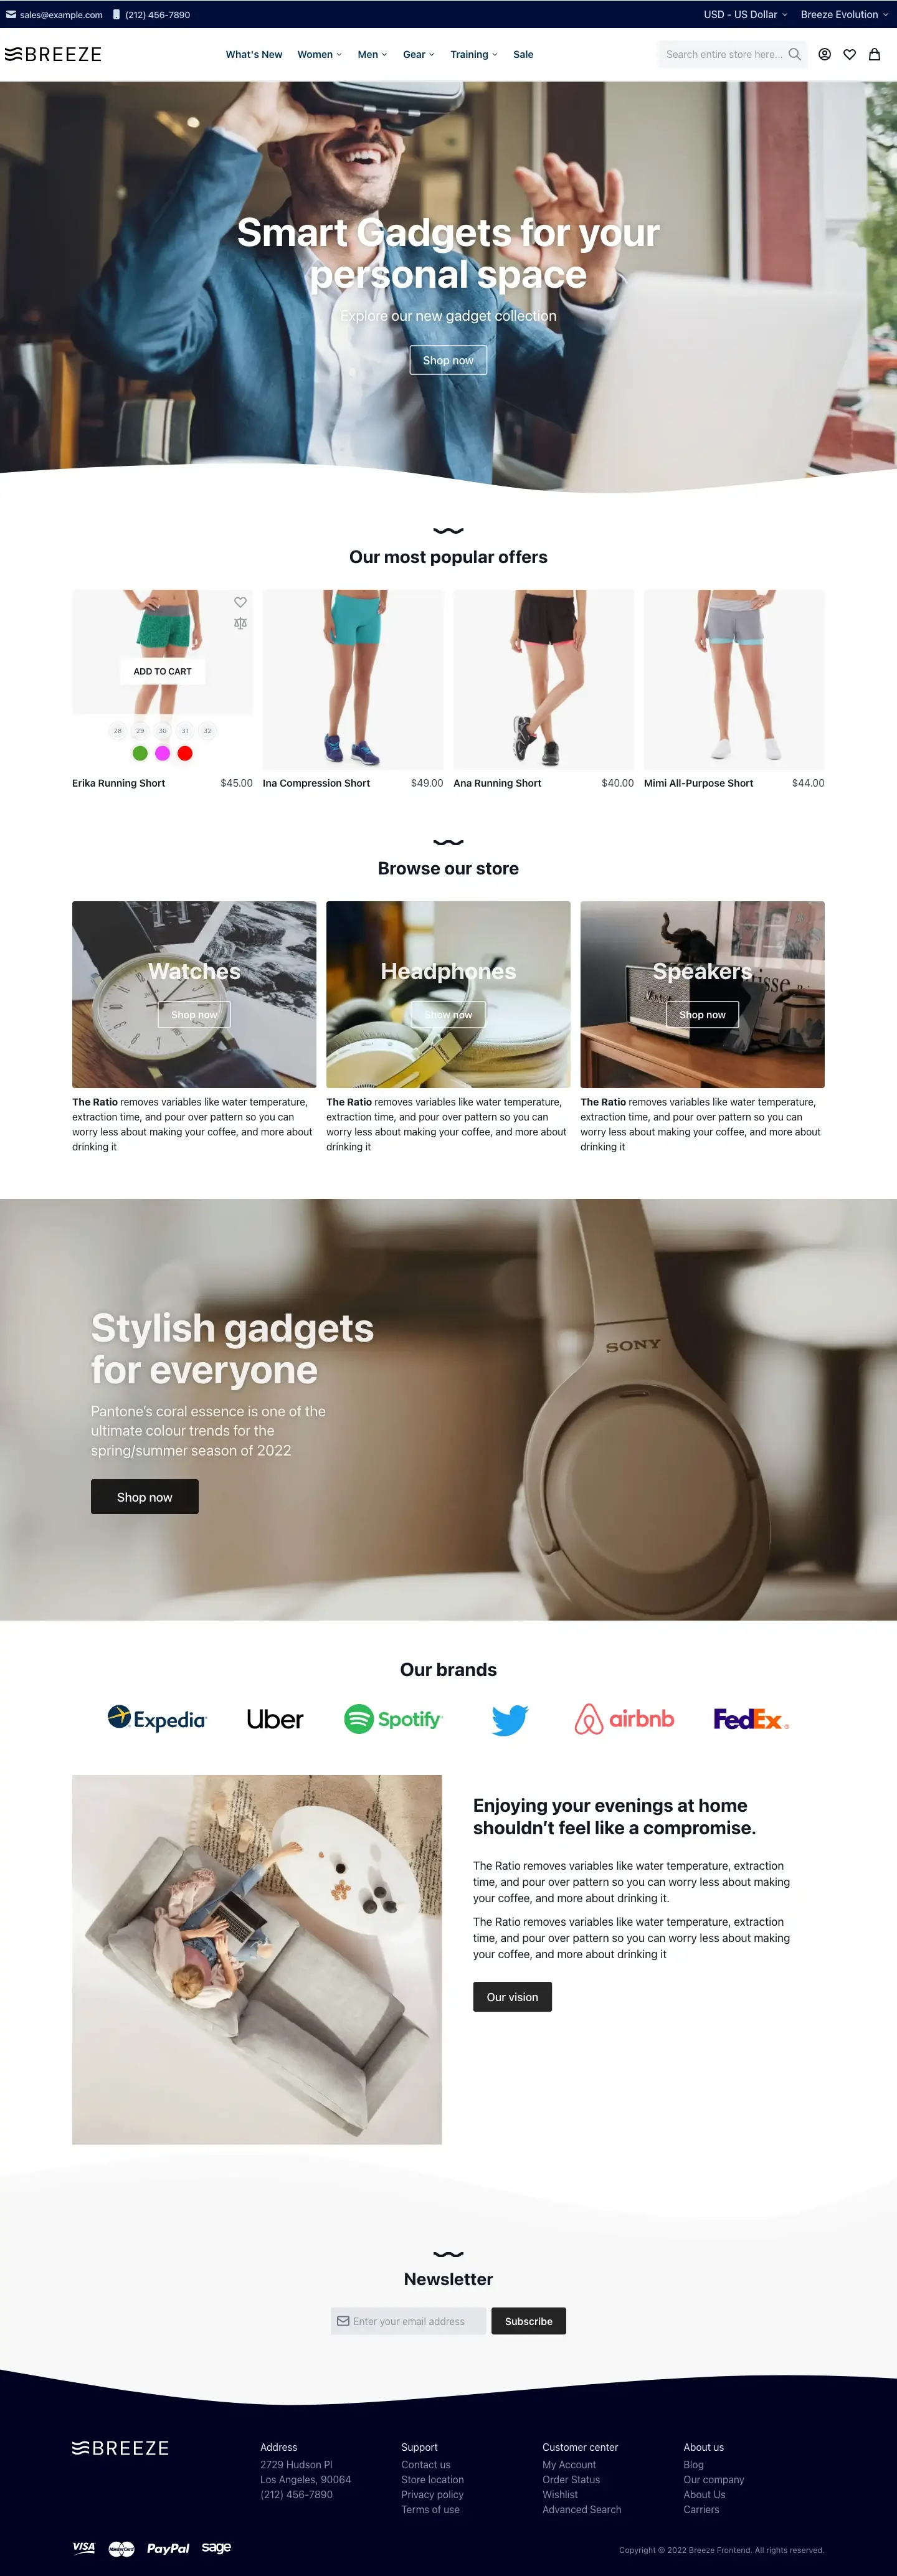 sales@example.com (212) 456-7890 USD - US Dollar Breeze Evolution
BREEZE What's New Women Men Gear Training Sale Search entire store here...
Smart Gadgets for your
personal space
Explore our new gadget collection
Shop now
Our most popular offers
ADD TO CART
28 29 30 31 32
Erika Running Short $45.00 Ina Compression Short $49.00 Ana Running Short $40.00 Mimi All-Purpose Short $44.00
Browse our store
Watches
Shop now
The Ratio removes variables like water temperature,
extraction time, and pour over pattern so you can
worry less about making your coffee, and more about
drinking it
Headphones
Show now
The Ratio removes variables like water temperature,
extraction time, and pour over pattern so you can
worry less about making your coffee, and more about
drinking it
Speakers
Shop now
The Ratio removes variables like water temperature,
extraction time, and pour over pattern so you can
worry less about making your coffee, and more about
drinking it
SONY
Stylish gadgets
for everyone
Pantone's coral essence is one of the
ultimate colour trends for the
spring/summer season of 2022
Shop now
Our brands
Expedia Uber Spotify airbnb FedEx
Enjoying your evenings at home
shouldn't feel like a compromise.
The Ratio removes variables like water temperature, extraction
time, and pour over pattern so you can worry less about making
your coffee, and more about drinking it.
The Ratio removes variables like water temperature, extraction
time, and pour over pattern so you can worry less about making
your coffee, and more about drinking it
Our vision
Newsletter
Enter your email address Subscribe
BREEZE
Address
2729 Hudson Pl
Los Angeles, 90064
(212) 456-7890
Support
Contact us
Store location
Privacy policy
Terms of use
Customer center
My Account
Order Status
Wishlist
Advanced Search
About us
Blog
Our company
About Us
Carriers
VISA MasterCard PayPal sage
Copyright © 2022 Breeze Frontend. All rights reserved.